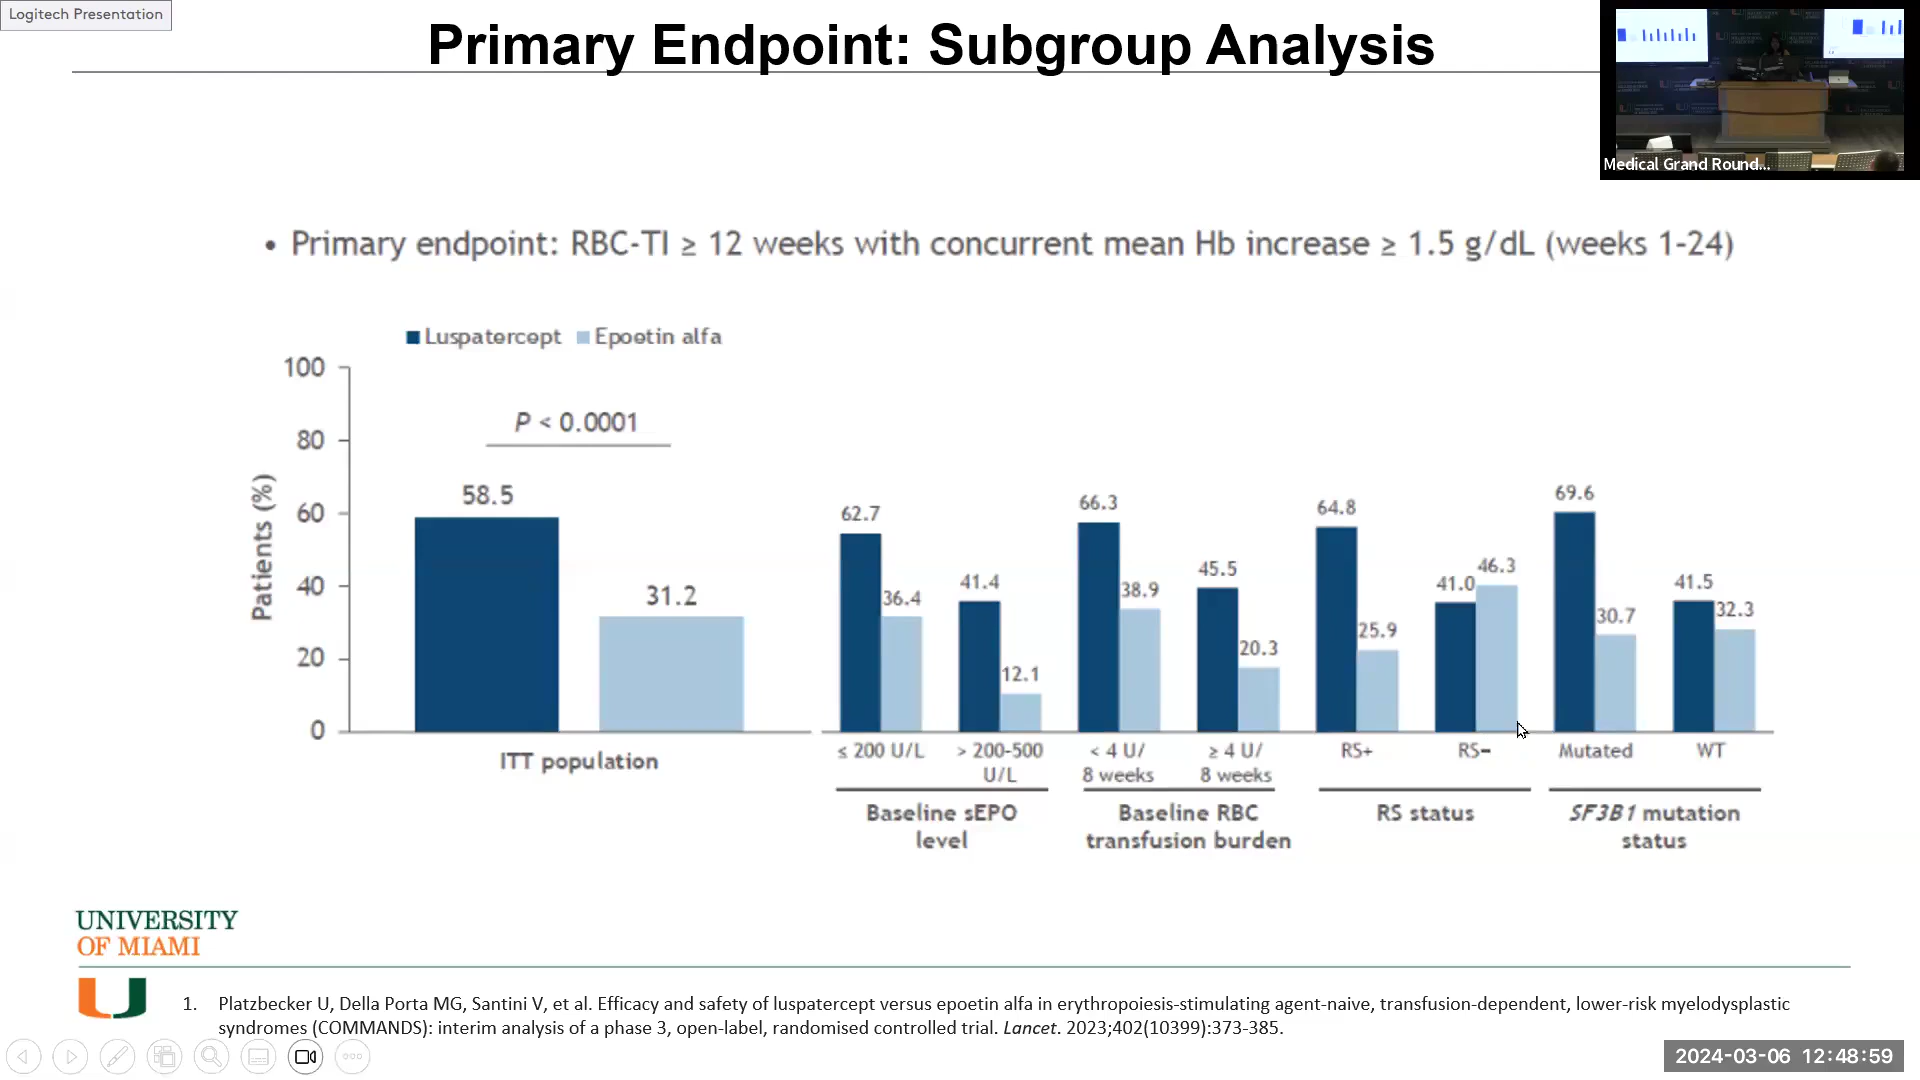 Logitech Presentation
Primary Endpoint: Subgroup Analysis
Medical Grand Round...
• Primary endpoint: RBC-TI ≥ 12 weeks with concurrent mean Hb increase ≥ 1.5 g/dL (weeks 1-24)
Luspatercept Epoetin alfa
Patients (%)
100
80
60
40
20
0
P < 0.0001
58.5
31.2
ITT population
62.7
36.4
41.4
12.1
66.3
38.9
45.5
20.3
64.8
25.9
41.0
46.3
69.6
30.7
41.5
32.3
≤ 200 U/L
> 200-500
U/L
< 4 U/
8 weeks
≥ 4 U/
8 weeks
RS+
RS−
Mutated
WT
Baseline sEPO
level
Baseline RBC
transfusion burden
RS status
SF3B1 mutation
status
UNIVERSITY
OF MIAMI
1. Platzbecker U, Della Porta MG, Santini V, et al. Efficacy and safety of luspatercept versus epoetin alfa in erythropoiesis-stimulating agent-naive, transfusion-dependent, lower-risk myelodysplastic
syndromes (COMMANDS): interim analysis of a phase 3, open-label, randomised controlled trial. Lancet. 2023;402(10399):373-385.
2024-03-06 12:48:59